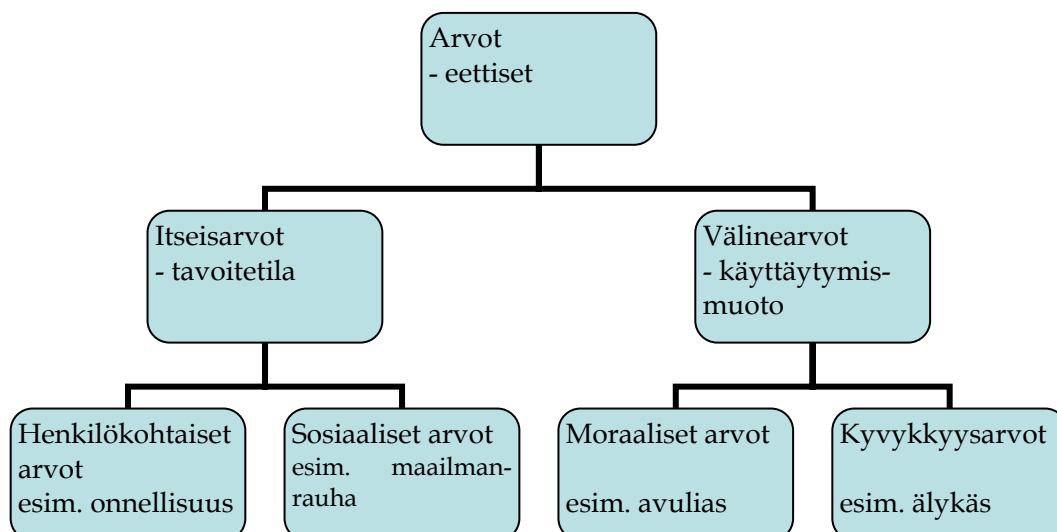 Arvot
- eettiset
Itseisarvot
- tavoitetila
Välinearvot
- käyttäytymis-
muoto
Henkilökohtaiset
arvot
esim. onnellisuus
Sosiaaliset arvot
esim. maailman-
rauha
Moraaliset arvot
esim. avulias
Kyvykkyysarvot
esim. älykäs